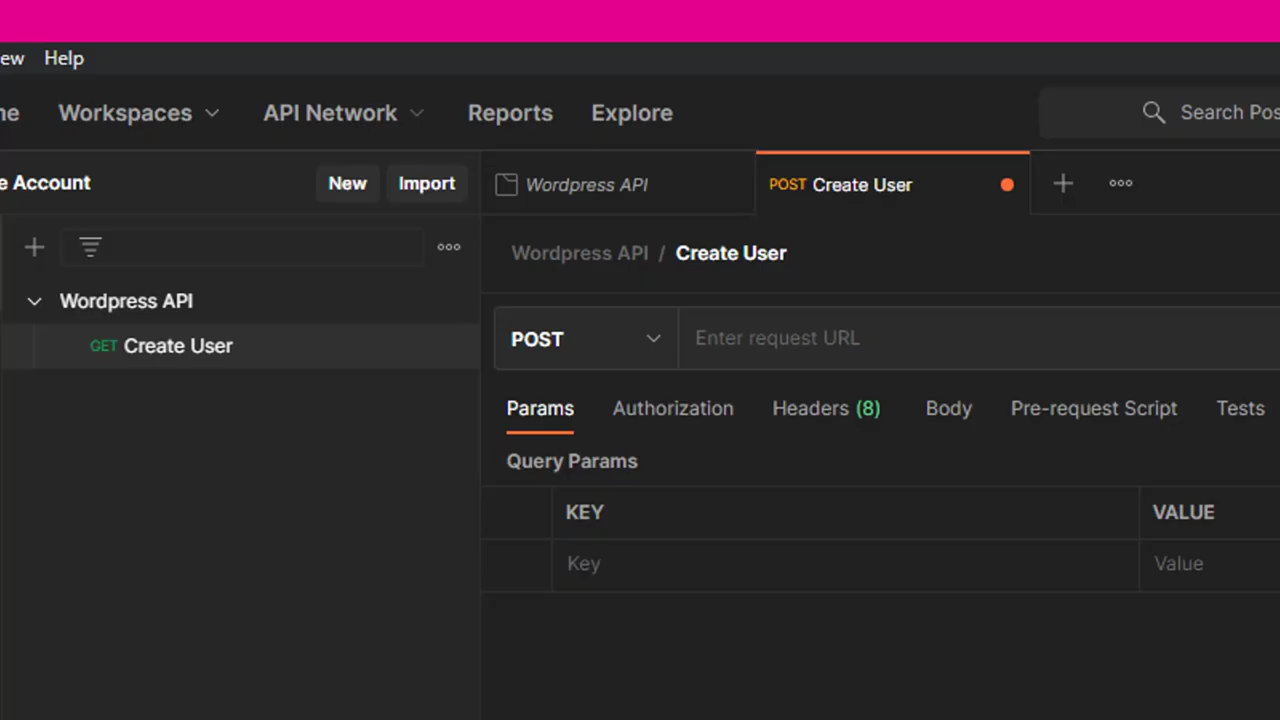 ew Help
me Workspaces API Network Reports Explore Search Pos
e Account New Import
Wordpress API POST Create User
Wordpress API / Create User
Wordpress API
GET Create User
POST Enter request URL
Params Authorization Headers (8) Body Pre-request Script Tests
Query Params
KEY VALUE
Key Value